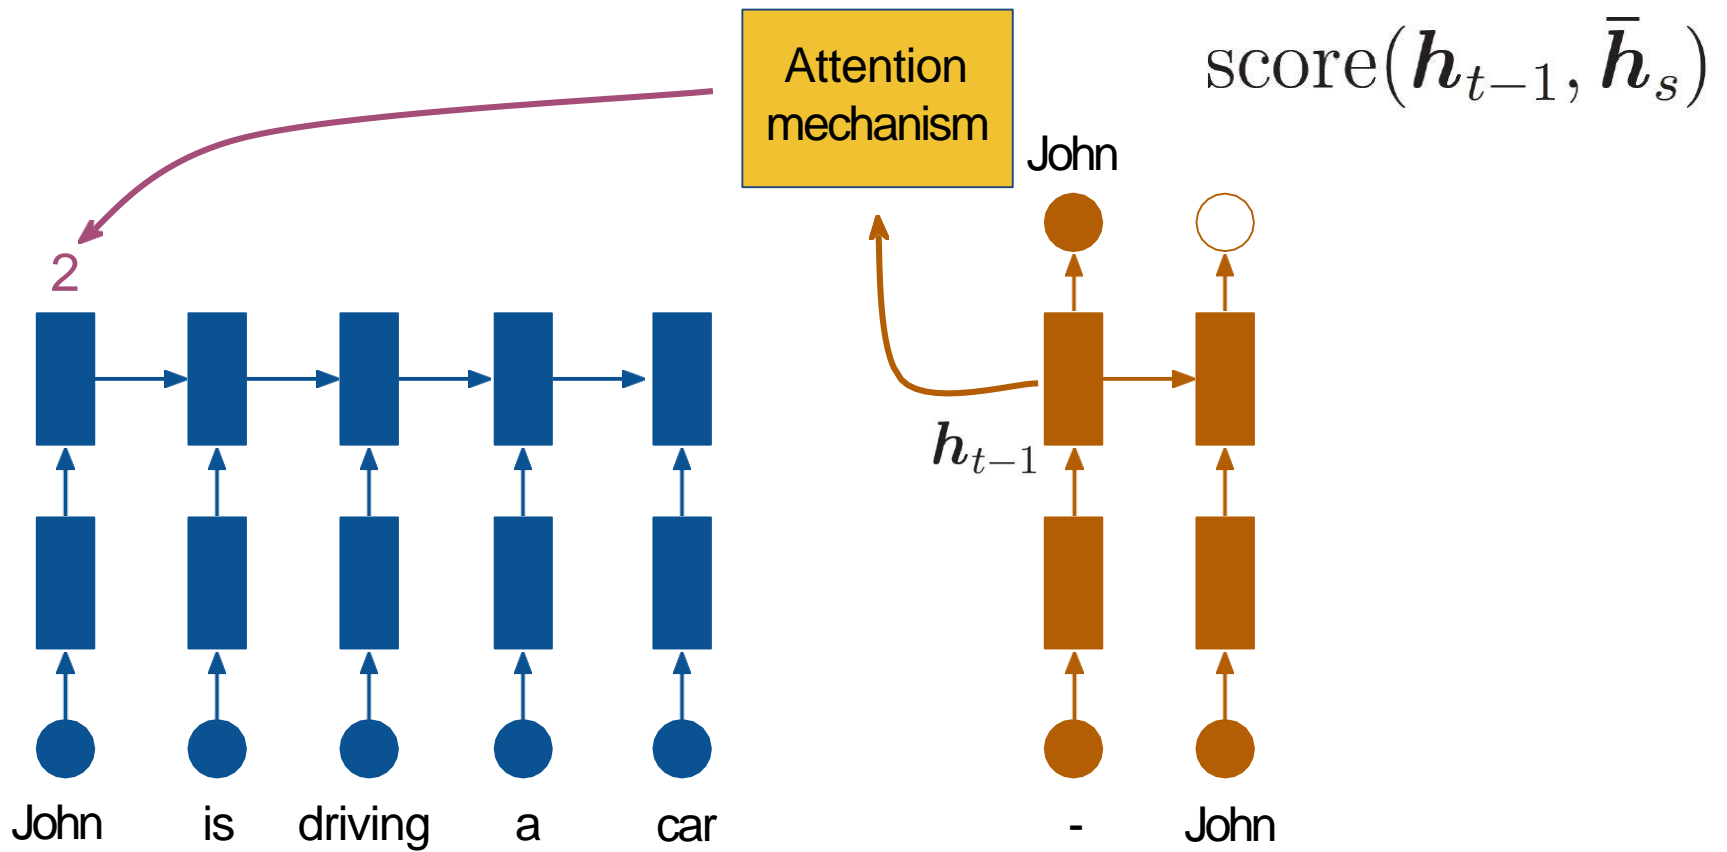 Attention
mechanism
score(h_{t−1}, h̄_s)
John
2
h_{t−1}
John is driving a car - John